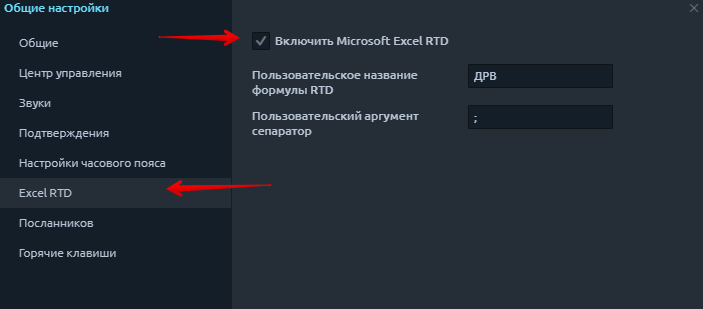 Общие настройки
Общие
Центр управления
Звуки
Подтверждения
Настройки часового пояса
Excel RTD
Посланников
Горячие клавиши
Включить Microsoft Excel RTD
Пользовательское название
формулы RTD
ДРВ
Пользовательский аргумент
сепаратор
;